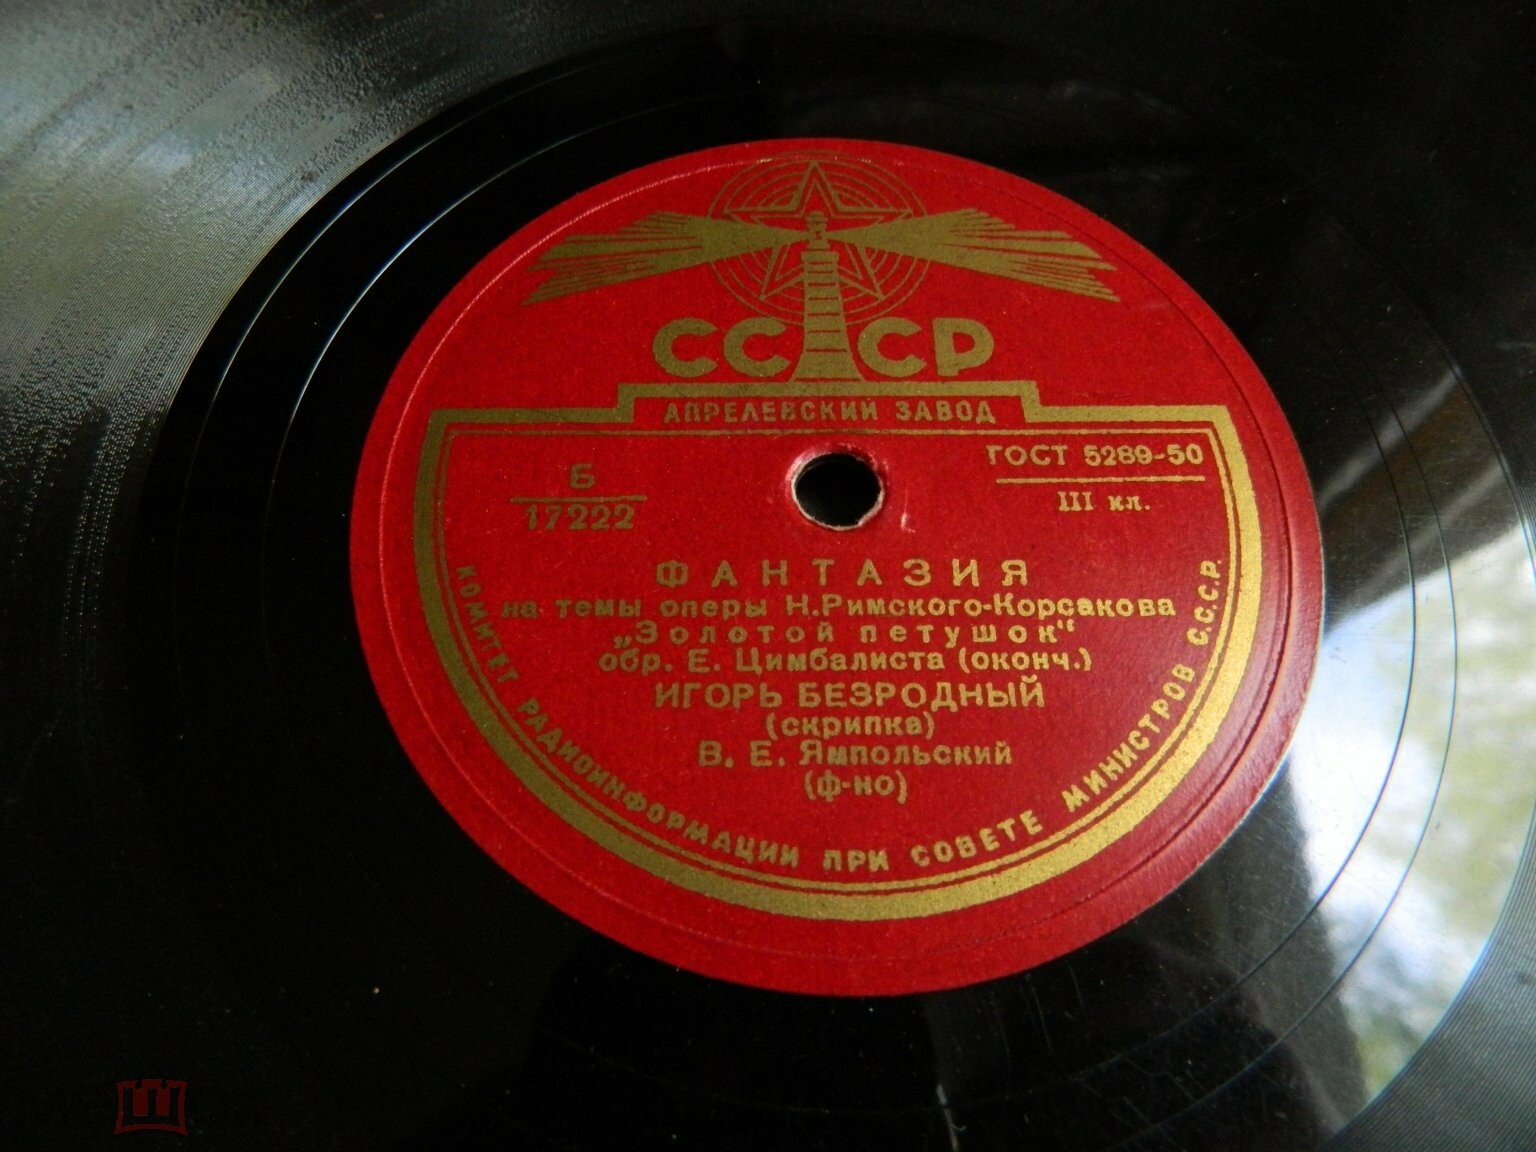 СССР
АПРЕЛЕВСКИЙ ЗАВОД
Б
17222
ГОСТ 5289-50
III кл.
ФАНТАЗИЯ
на темы оперы Н.Римского-Корсакова
„Золотой петушок“
обр. Е. Цимбалиста (оконч.)
ИГОРЬ БЕЗРОДНЫЙ
(скрипка)
В. Е. Ямпольский
(ф-но)
КОМИТЕТ РАДИОИНФОРМАЦИИ ПРИ СОВЕТЕ МИНИСТРОВ С.С.С.Р.